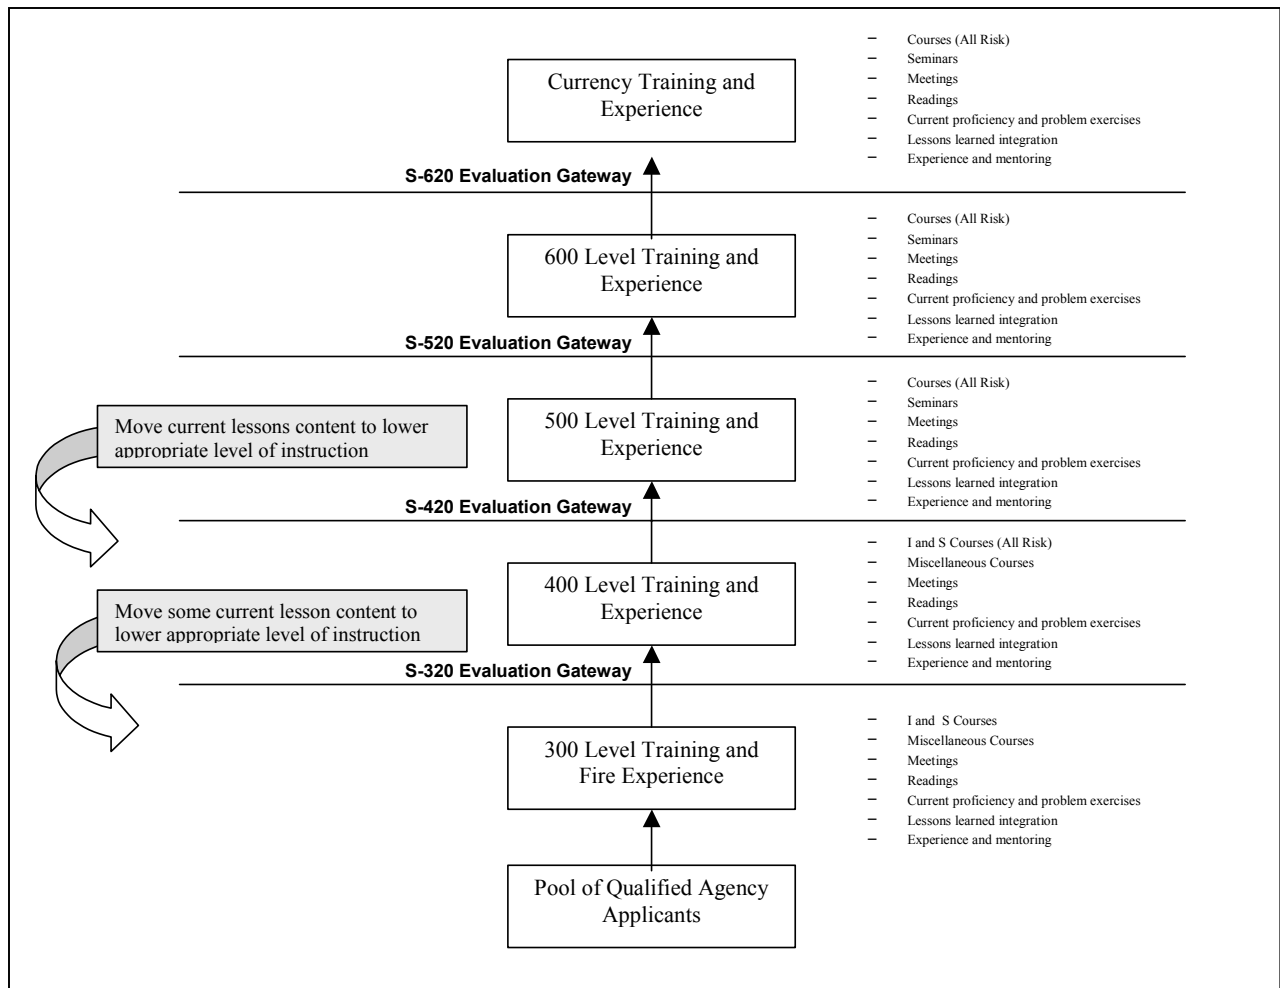 Currency Training and
Experience
– Courses (All Risk)
– Seminars
– Meetings
– Readings
– Current proficiency and problem exercises
– Lessons learned integration
– Experience and mentoring
S-620 Evaluation Gateway
600 Level Training and
Experience
– Courses (All Risk)
– Seminars
– Meetings
– Readings
– Current proficiency and problem exercises
– Lessons learned integration
– Experience and mentoring
S-520 Evaluation Gateway
Move current lessons content to lower
appropriate level of instruction
500 Level Training and
Experience
– Courses (All Risk)
– Seminars
– Meetings
– Readings
– Current proficiency and problem exercises
– Lessons learned integration
– Experience and mentoring
S-420 Evaluation Gateway
Move some current lesson content to
lower appropriate level of instruction
400 Level Training and
Experience
– I and S Courses (All Risk)
– Miscellaneous Courses
– Meetings
– Readings
– Current proficiency and problem exercises
– Lessons learned integration
– Experience and mentoring
S-320 Evaluation Gateway
300 Level Training and
Fire Experience
– I and S Courses
– Miscellaneous Courses
– Meetings
– Readings
– Current proficiency and problem exercises
– Lessons learned integration
– Experience and mentoring
Pool of Qualified Agency
Applicants